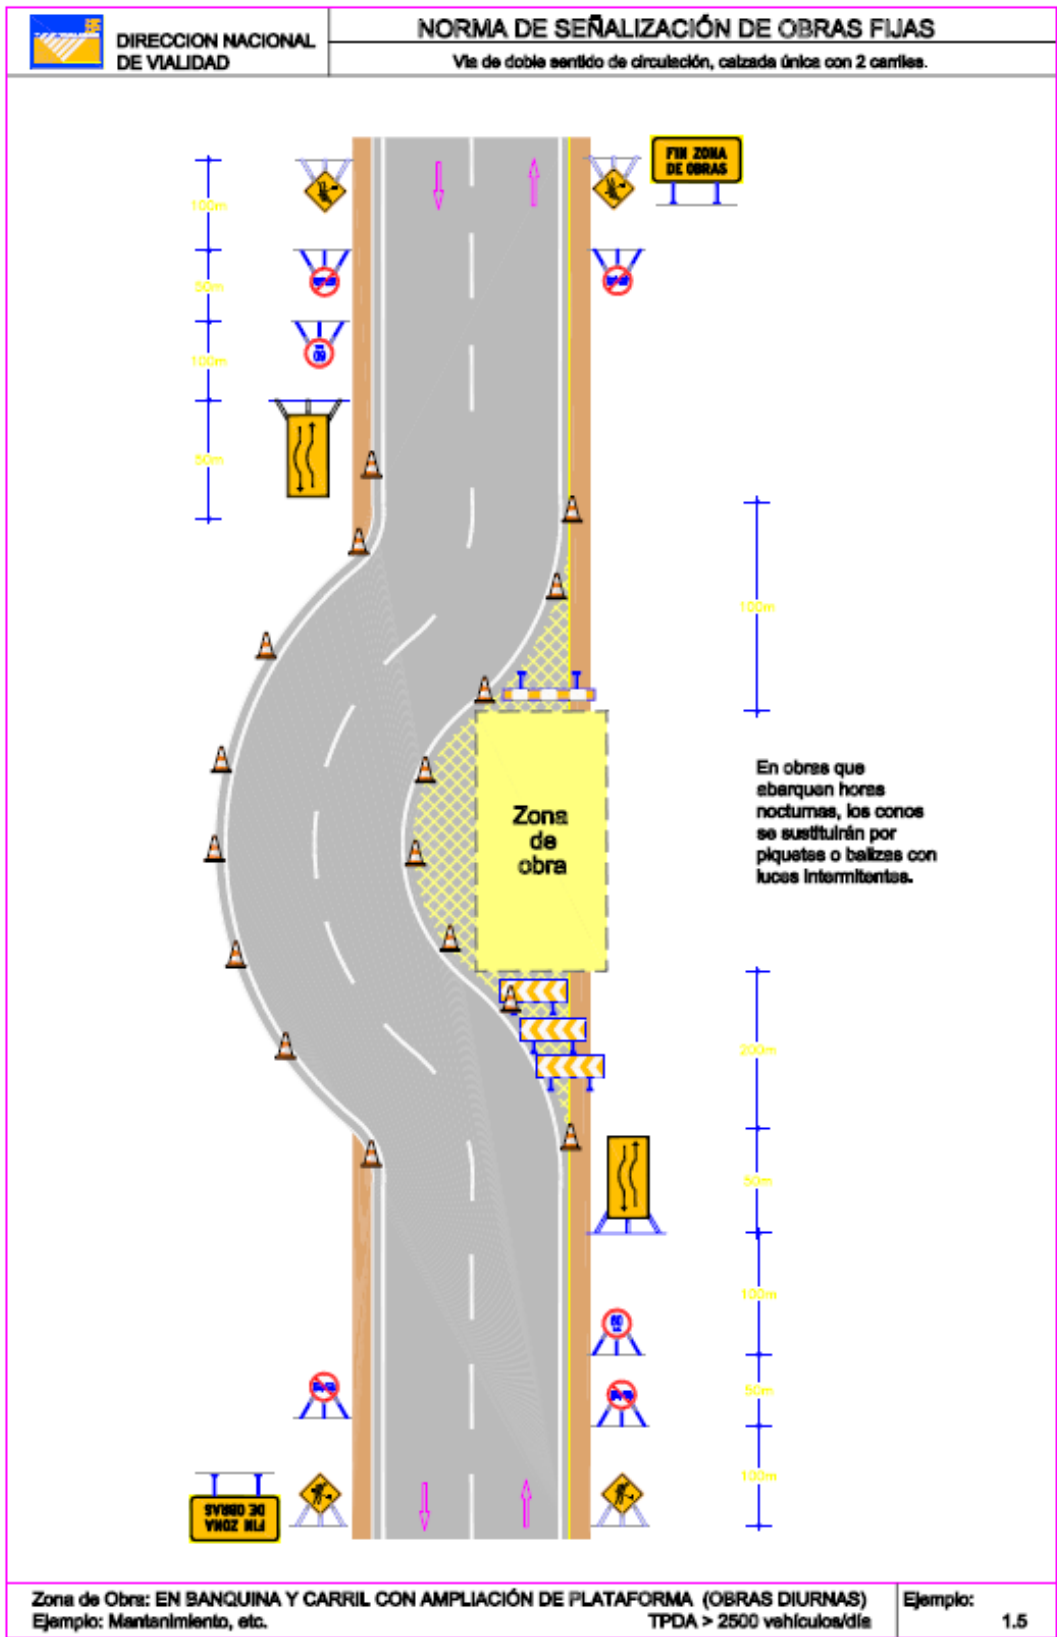 DIRECCION NACIONAL
DE VIALIDAD
NORMA DE SEÑALIZACIÓN DE OBRAS FIJAS
Via de doble sentido de circulación, calzada única con 2 carriles.
FIN ZONA
DE OBRAS
100m
50m
100m
60
50m
100m
En obras que
abarquen horas
nocturnas, los conos
se sustituirán por
piquetes o balizas con
luces intermitentes.
Zona
de
obra
200m
50m
100m
60
50m
100m
FIN ZONA
DE OBRAS
Zona de Obra: EN BANQUINA Y CARRIL CON AMPLIACIÓN DE PLATAFORMA (OBRAS DIURNAS)
Ejemplo: Mantenimiento, etc.
TPDA > 2500 vehículos/día
Ejemplo:
1.5